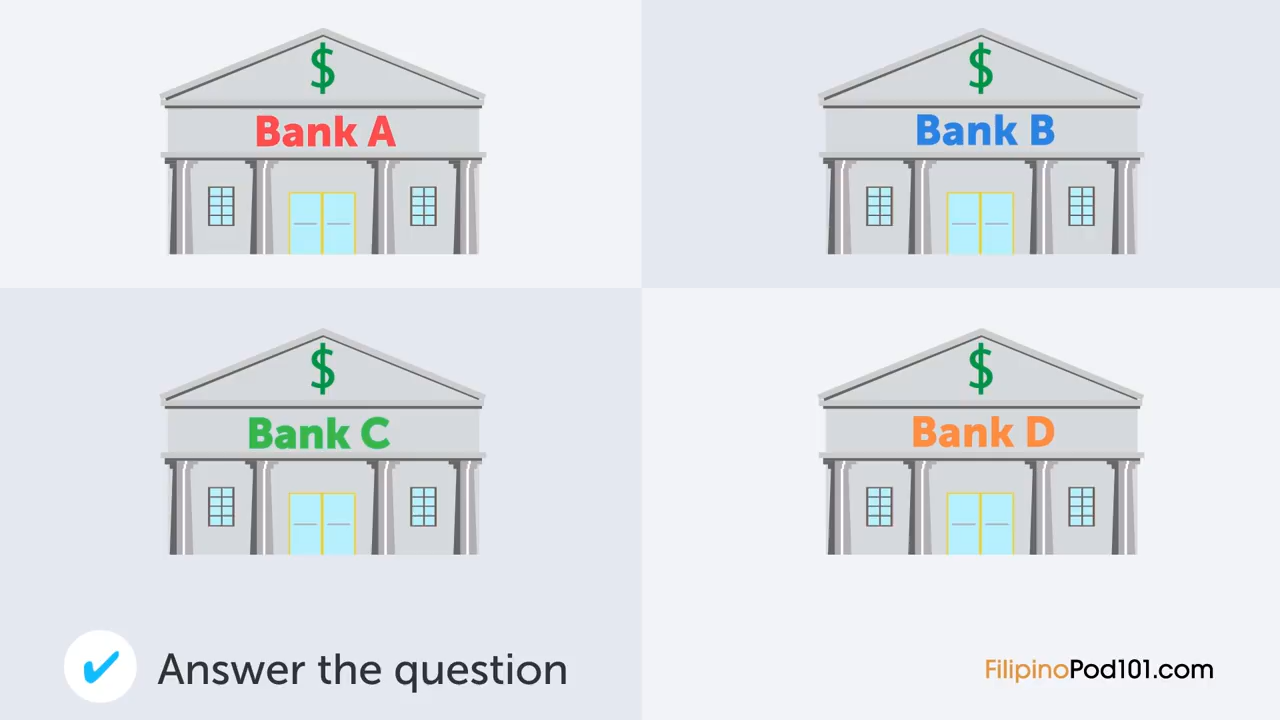 $
Bank A
$
Bank B
$
Bank C
$
Bank D
✔ Answer the question
FilipinoPod101.com